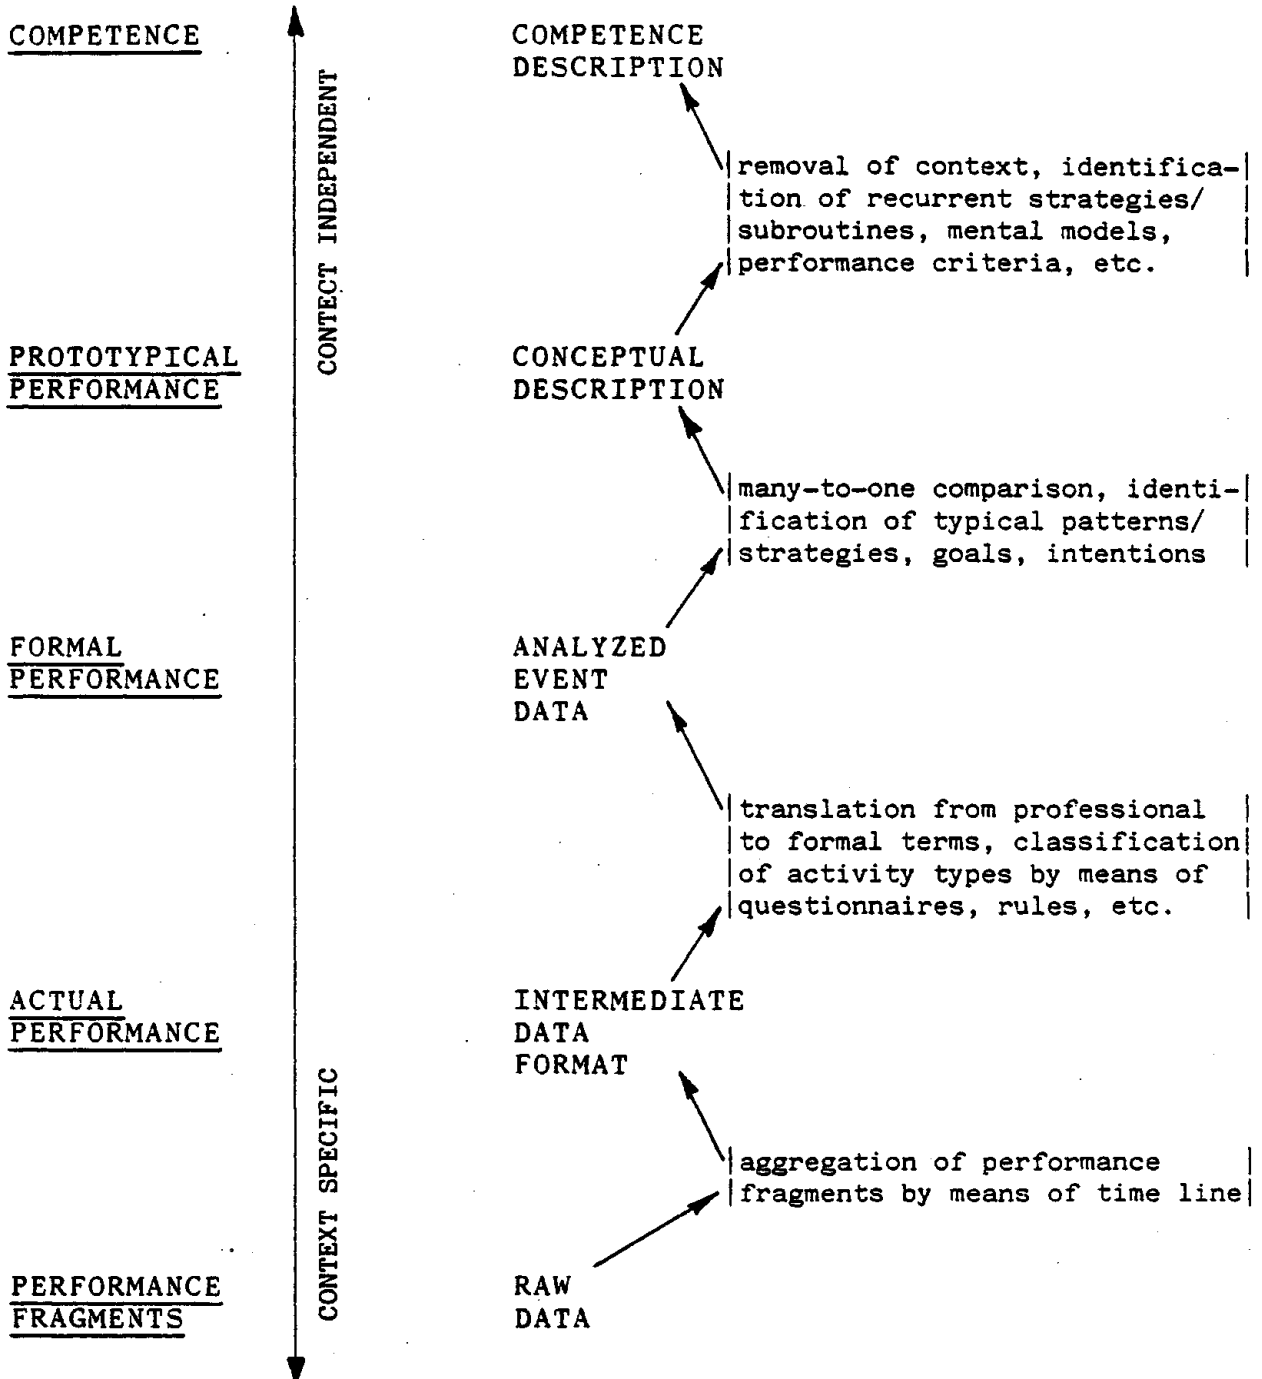 COMPETENCE
COMPETENCE
DESCRIPTION
CONTECT INDEPENDENT
removal of context, identifica-
tion of recurrent strategies/
subroutines, mental models,
performance criteria, etc.
PROTOTYPICAL
PERFORMANCE
CONCEPTUAL
DESCRIPTION
many-to-one comparison, identi-
fication of typical patterns/
strategies, goals, intentions
FORMAL
PERFORMANCE
ANALYZED
EVENT
DATA
translation from professional
to formal terms, classification
of activity types by means of
questionnaires, rules, etc.
ACTUAL
PERFORMANCE
INTERMEDIATE
DATA
FORMAT
CONTEXT SPECIFIC
aggregation of performance
fragments by means of time line
PERFORMANCE
FRAGMENTS
RAW
DATA